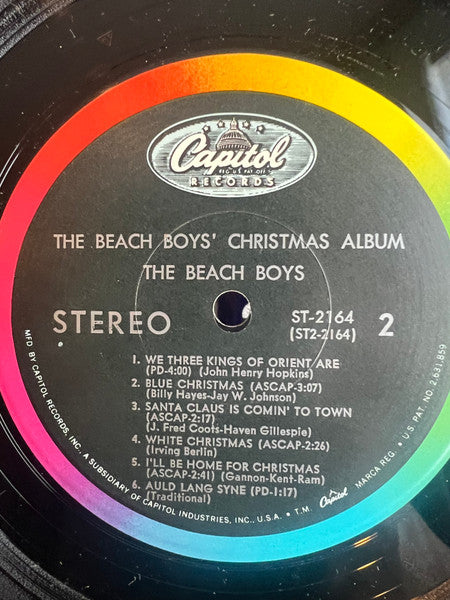 Capitol
REG. U.S. PAT. OFF.
RECORDS
THE BEACH BOYS' CHRISTMAS ALBUM
THE BEACH BOYS
STEREO
ST-2164
(ST2-2164)
2
1. WE THREE KINGS OF ORIENT ARE
(PD-4:00) (John Henry Hopkins)
2. BLUE CHRISTMAS (ASCAP-3:07)
(Billy Hayes-Jay W. Johnson)
3. SANTA CLAUS IS COMIN' TO TOWN
(ASCAP-2:17)
(J. Fred Coots-Haven Gillespie)
4. WHITE CHRISTMAS (ASCAP-2:26)
(Irving Berlin)
5. I'LL BE HOME FOR CHRISTMAS
(ASCAP-2:41) (Gannon-Kent-Ram)
6. AULD LANG SYNE (PD-1:17)
(Traditional)
MFD. BY CAPITOL RECORDS, INC., A SUBSIDIARY OF CAPITOL INDUSTRIES, INC., U.S.A. • T.M. Capitol MARCA REG. • U.S. PAT. NO. 2,631,859